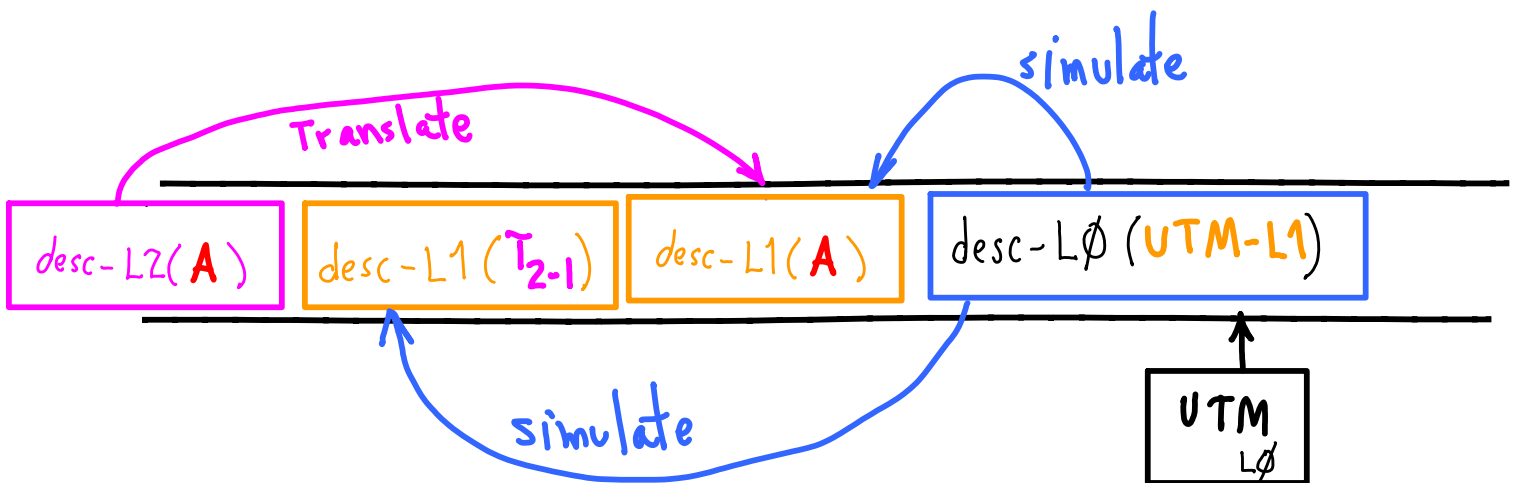 simulate
Translate
desc-L2(A)
desc-L1(T2-1)
desc-L1(A)
desc-LØ(UTM-L1)
simulate
UTM
LØ